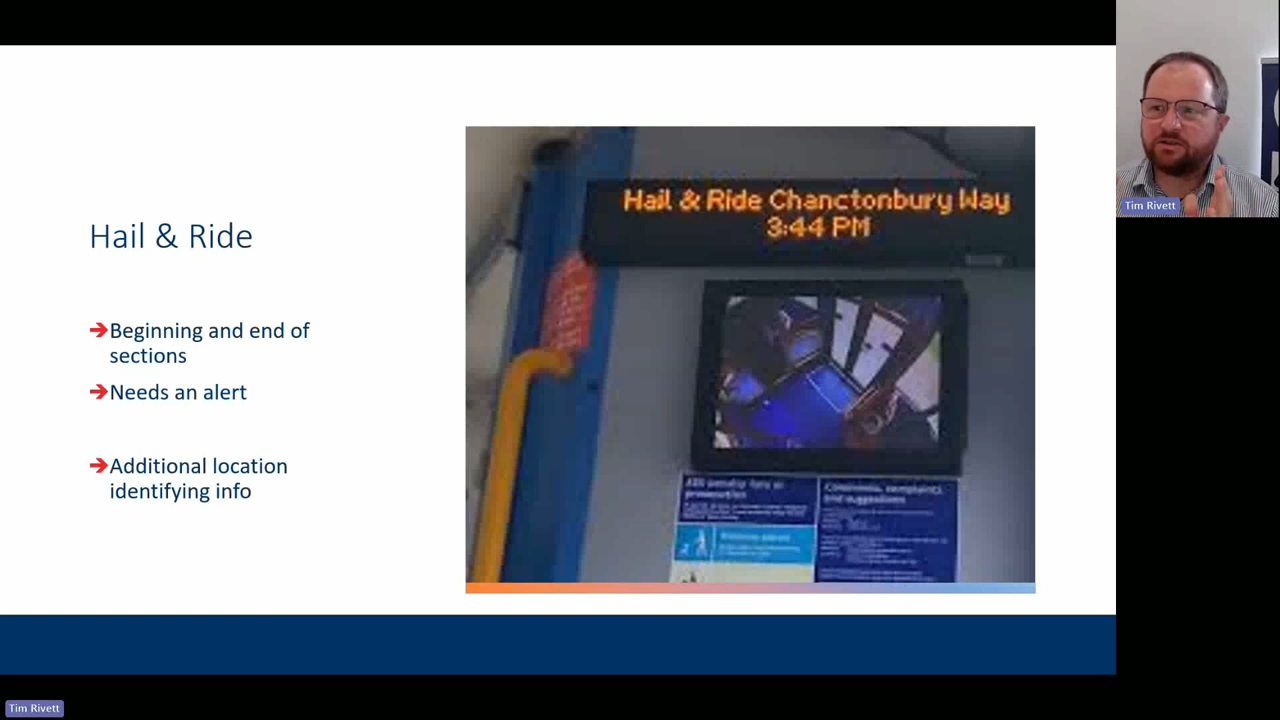 Hail & Ride
Beginning and end of
sections
Needs an alert
Additional location
identifying info
Hail & Ride Chanctonbury Way
3:44 PM
prosecution
Comments, complaints
and suggestions
Tim Rivett
Tim Rivett